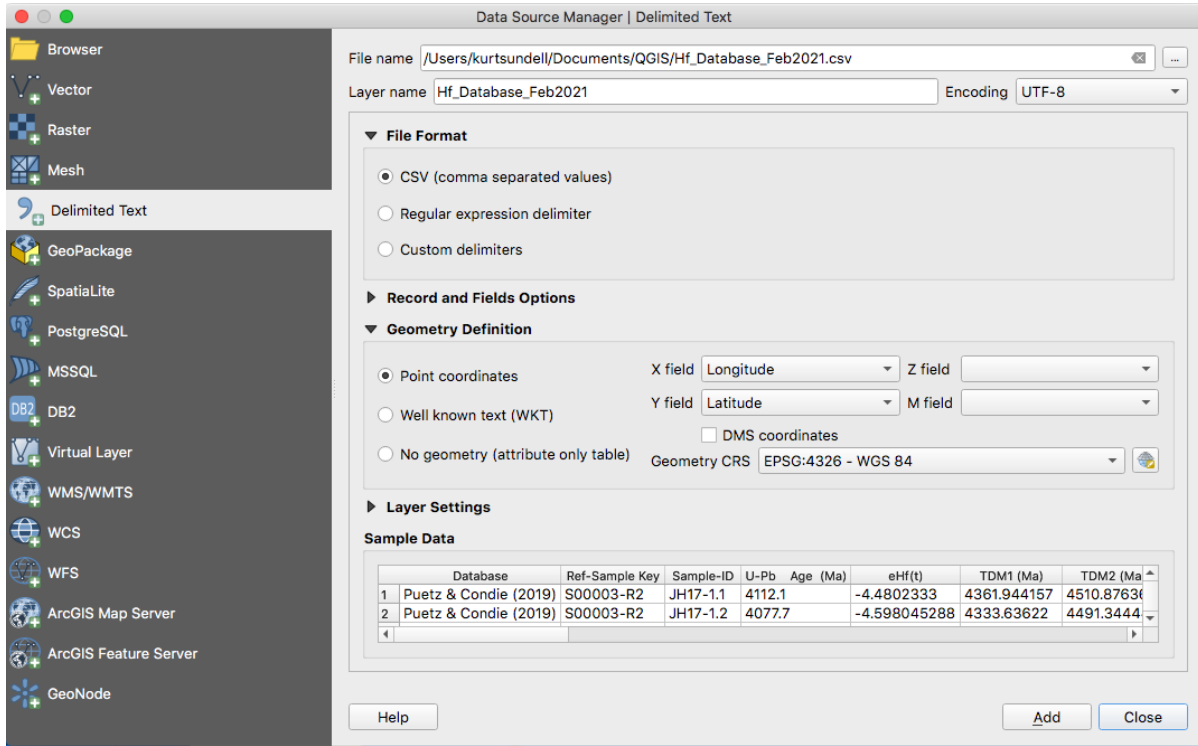 Data Source Manager | Delimited Text
Browser
Vector
Raster
Mesh
Delimited Text
GeoPackage
SpatiaLite
PostgreSQL
MSSQL
DB2
DB2
Virtual Layer
WMS/WMTS
WCS
WFS
ArcGIS Map Server
ArcGIS Feature Server
GeoNode
File name /Users/kurtsundell/Documents/QGIS/Hf_Database_Feb2021.csv ...
Layer name Hf_Database_Feb2021 Encoding UTF-8
File Format
CSV (comma separated values)
Regular expression delimiter
Custom delimiters
Record and Fields Options
Geometry Definition
Point coordinates X field Longitude Z field
Well known text (WKT) Y field Latitude M field
DMS coordinates
No geometry (attribute only table) Geometry CRS EPSG:4326 - WGS 84
Layer Settings
Sample Data
Database Ref-Sample Key Sample-ID U-Pb Age (Ma) eHf(t) TDM1 (Ma) TDM2 (Ma
1 Puetz & Condie (2019) S00003-R2 JH17-1.1 4112.1 -4.4802333 4361.944157 4510.8763
2 Puetz & Condie (2019) S00003-R2 JH17-1.2 4077.7 -4.598045288 4333.63622 4491.3444
Help Add Close